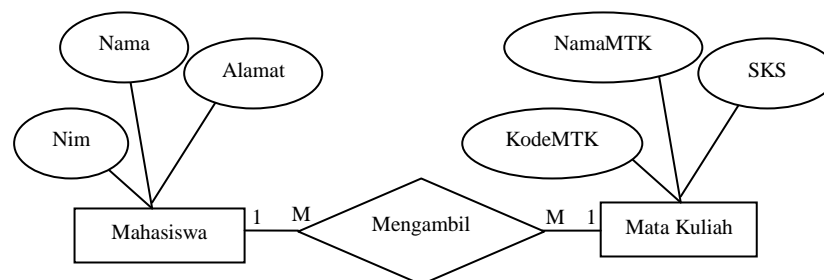 Nama
NamaMTK
Alamat
SKS
Nim
KodeMTK
Mahasiswa
1 M
Mengambil
M 1
Mata Kuliah